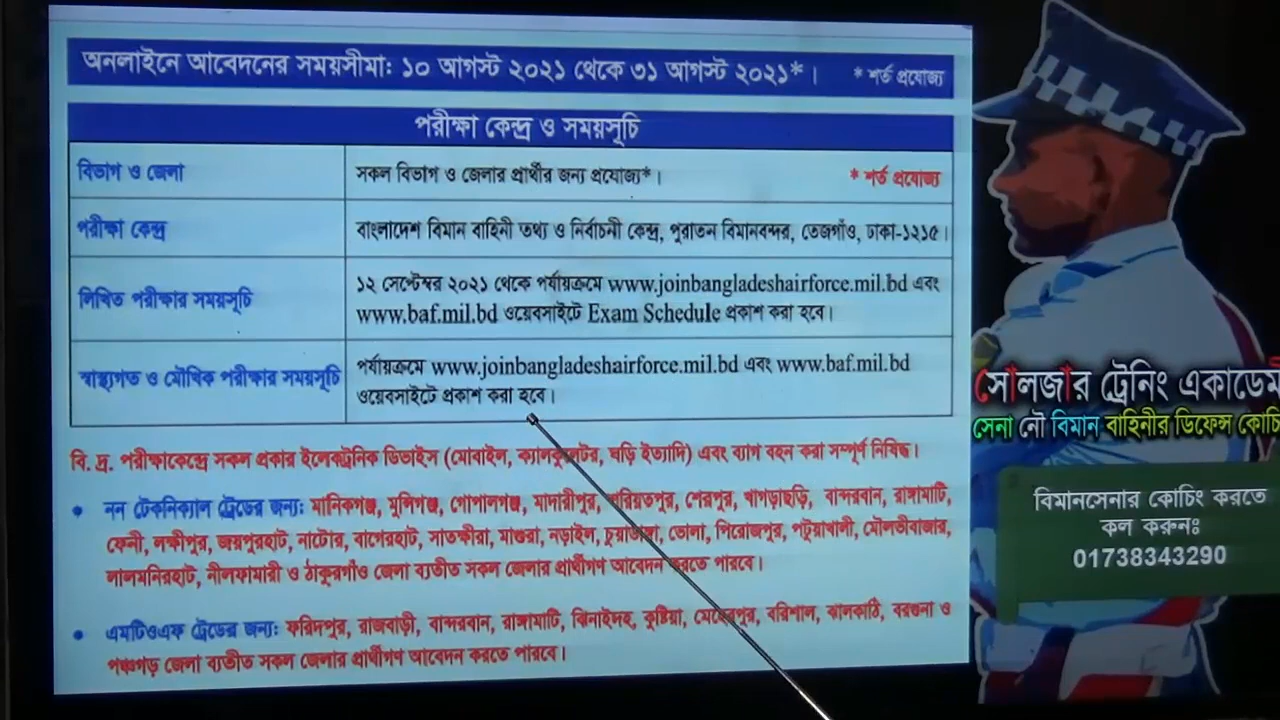 অনলাইনে আবেদনের সময়সীমাঃ ১০ আগস্ট ২০২১ থেকে ৩১ আগস্ট ২০২১*। * শর্ত প্রযোজ্য
পরীক্ষা কেন্দ্র ও সময়সূচি
বিভাগ ও জেলা
সকল বিভাগ ও জেলার প্রার্থীর জন্য প্রযোজ্য*। * শর্ত প্রযোজ্য
পরীক্ষা কেন্দ্র
বাংলাদেশ বিমান বাহিনী তথ্য ও নির্বাচনী কেন্দ্র, পুরাতন বিমানবন্দর, তেজগাঁও, ঢাকা-১২১৫।
লিখিত পরীক্ষার সময়সূচি
১২ সেপ্টেম্বর ২০২১ থেকে পর্যায়ক্রমে www.joinbangladeshairforce.mil.bd এবং
www.baf.mil.bd ওয়েবসাইটে Exam Schedule প্রকাশ করা হবে।
স্বাস্থ্যগত ও মৌখিক পরীক্ষার সময়সূচি
পর্যায়ক্রমে www.joinbangladeshairforce.mil.bd এবং www.baf.mil.bd
ওয়েবসাইটে প্রকাশ করা হবে।
বি. দ্র. পরীক্ষাকেন্দ্রে সকল প্রকার ইলেকট্রনিক ডিভাইস (মোবাইল, ক্যালকুলেটর, ঘড়ি ইত্যাদি) এবং ব্যাগ বহন করা সম্পূর্ণ নিষিদ্ধ।
• নন টেকনিক্যাল ট্রেডের জন্য: মানিকগঞ্জ, মুন্সিগঞ্জ, গোপালগঞ্জ, মাদারীপুর, শরিয়তপুর, শেরপুর, খাগড়াছড়ি, বান্দরবান, রাঙ্গামাটি,
ফেনী, লক্ষীপুর, জয়পুরহাট, নাটোর, বাগেরহাট, সাতক্ষীরা, মাগুরা, নড়াইল, চুয়াডাঙ্গা, ভোলা, পিরোজপুর, পটুয়াখালী, মৌলভীবাজার,
লালমনিরহাট, নীলফামারী ও ঠাকুরগাঁও জেলা ব্যতীত সকল জেলার প্রার্থীগণ আবেদন করতে পারবে।
• এমটিওএফ ট্রেডের জন্য: ফরিদপুর, রাজবাড়ী, বান্দরবান, রাঙ্গামাটি, ঝিনাইদহ, কুষ্টিয়া, মেহেরপুর, বরিশাল, ঝালকাঠি, বরগুনা ও
পঞ্চগড় জেলা ব্যতীত সকল জেলার প্রার্থীগণ আবেদন করতে পারবে।
সোলজার ট্রেনিং একাডেমী
সেনা নৌ বিমান বাহিনীর ডিফেন্স কোচি
বিমানসেনার কোচিং করতে
কল করুনঃ
01738343290